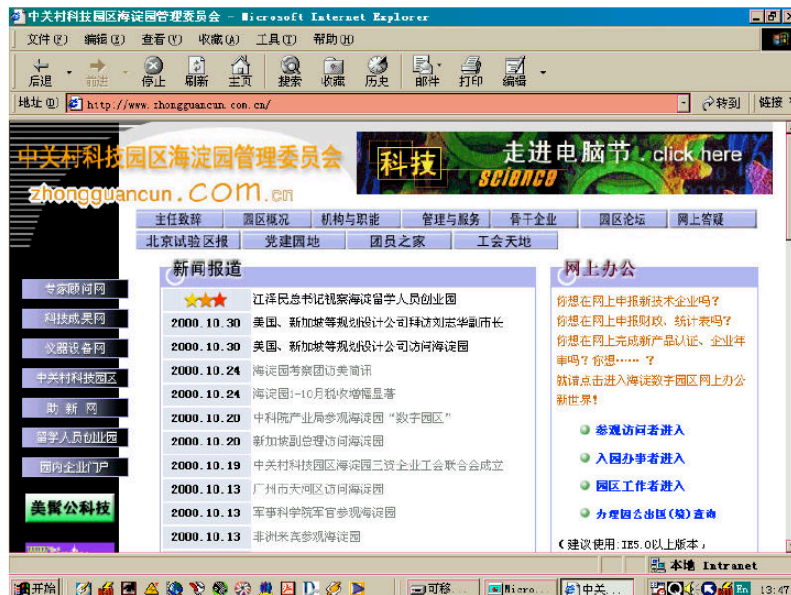 中关村科技园区海淀园管理委员会 - Microsoft Internet Explorer
文件(F) 编辑(E) 查看(V) 收藏(A) 工具(T) 帮助(H)
后退 前进 停止 刷新 主页 搜索 收藏 历史 邮件 打印 编辑
地址(D) http://www.zhongguancun.com.cn/ 转到 链接
中关村科技园区海淀园管理委员会
zhongguancun.com.cn
科技 science 走进电脑节.click here
主任致辞 园区概况 机构与职能 管理与服务 骨干企业 园区论坛 网上答疑
北京试验区报 党建园地 团员之家 工会天地
专家顾问网
科技成果网
仪器设备网
中关村科技园区
助新网
留学人员创业园
园内企业门户
美髯公科技
新闻报道
江泽民总书记视察海淀留学人员创业园
2000.10.30 美国、新加坡等规划设计公司拜访刘志华副市长
2000.10.30 美国、新加坡等规划设计公司访问海淀园
2000.10.24 海淀园考察团访美简讯
2000.10.24 海淀园1-10月税收增幅显著
2000.10.20 中科院产业局参观海淀园“数字园区”
2000.10.20 新加坡副总理访问海淀园
2000.10.19 中关村科技园区海淀园三资企业工会联合会成立
2000.10.13 广州市天河区访问海淀园
2000.10.13 军事科学院军官参观海淀园
2000.10.13 非洲来宾参观海淀园
网上办公
你想在网上申报新技术企业吗?
你想在网上申报财政、统计表吗?
你想在网上完成新产品认证、企业年
审吗?你想…… ?
就请点击进入海淀数字园区网上办公
新世界!
参观访问者进入
入园办事者进入
园区工作者进入
办理因公出国(境)查询
(建议使用:IE5.0以上版本,
本地 Intranet
开始 可移... Micro... 中关... En 13:47